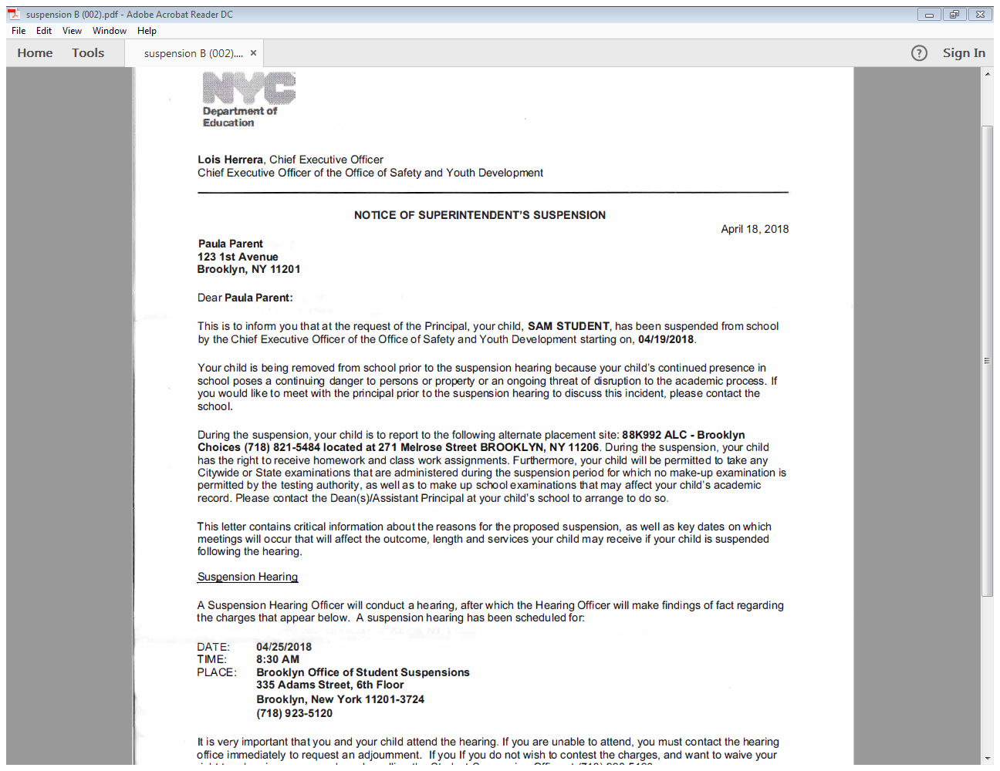 suspension B (002).pdf - Adobe Acrobat Reader DC
File Edit View Window Help
Home Tools suspension B (002).... × ? Sign In
NYC
Department of
Education
Lois Herrera, Chief Executive Officer
Chief Executive Officer of the Office of Safety and Youth Development
NOTICE OF SUPERINTENDENT'S SUSPENSION
April 18, 2018
Paula Parent
123 1st Avenue
Brooklyn, NY 11201
Dear Paula Parent:
This is to inform you that at the request of the Principal, your child, SAM STUDENT, has been suspended from school
by the Chief Executive Officer of the Office of Safety and Youth Development starting on, 04/19/2018.
Your child is being removed from school prior to the suspension hearing because your child's continued presence in
school poses a continuing danger to persons or property or an ongoing threat of disruption to the academic process. If
you would like to meet with the principal prior to the suspension hearing to discuss this incident, please contact the
school.
During the suspension, your child is to report to the following alternate placement site: 88K992 ALC - Brooklyn
Choices (718) 821-5484 located at 271 Melrose Street BROOKLYN, NY 11206. During the suspension, your child
has the right to receive homework and class work assignments. Furthermore, your child will be permitted to take any
Citywide or State examinations that are administered during the suspension period for which no make-up examination is
permitted by the testing authority, as well as to make up school examinations that may affect your child's academic
record. Please contact the Dean(s)/Assistant Principal at your child's school to arrange to do so.
This letter contains critical information about the reasons for the proposed suspension, as well as key dates on which
meetings will occur that will affect the outcome, length and services your child may receive if your child is suspended
following the hearing.
Suspension Hearing
A Suspension Hearing Officer will conduct a hearing, after which the Hearing Officer will make findings of fact regarding
the charges that appear below. A suspension hearing has been scheduled for:
DATE: 04/25/2018
TIME: 8:30 AM
PLACE: Brooklyn Office of Student Suspensions
335 Adams Street, 6th Floor
Brooklyn, New York 11201-3724
(718) 923-5120
It is very important that you and your child attend the hearing. If you are unable to attend, you must contact the hearing
office immediately to request an adjournment. If you If you do not wish to contest the charges, and want to waive your